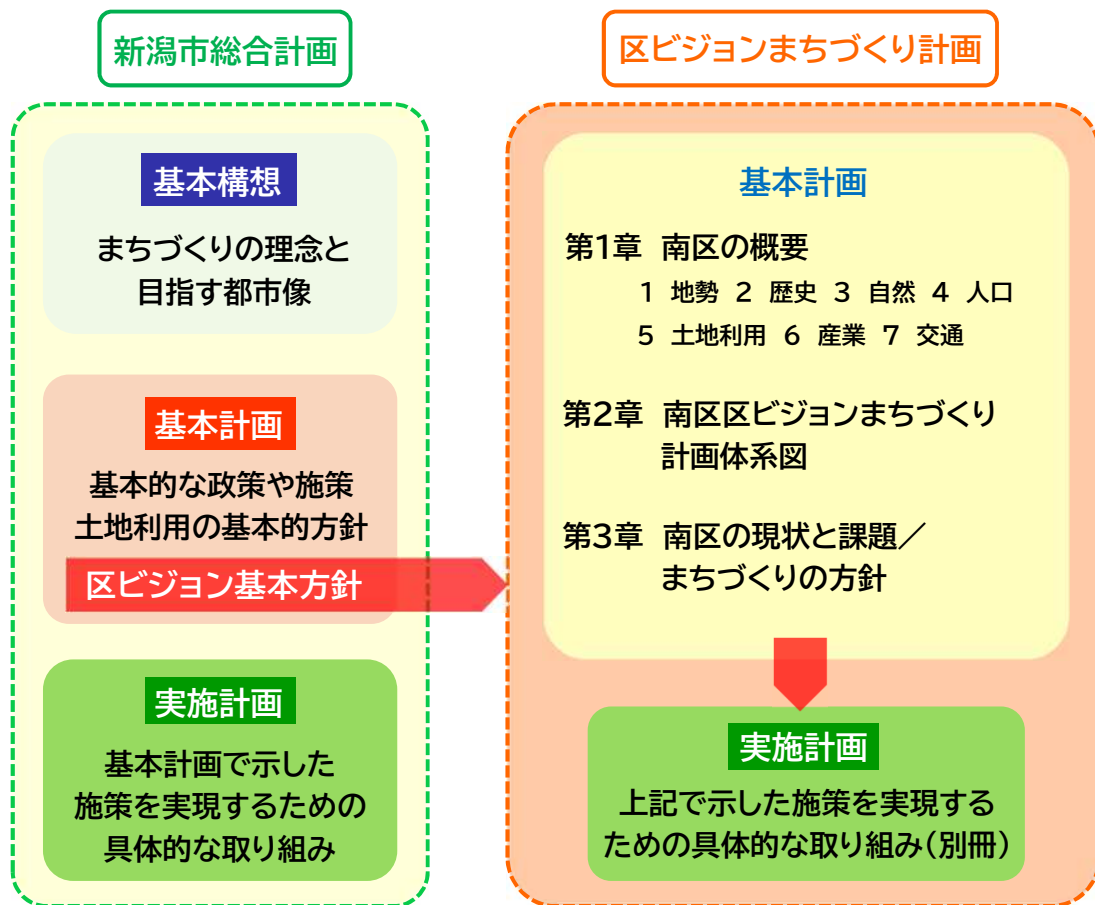 新潟市総合計画
基本構想
まちづくりの理念と
目指す都市像
基本計画
基本的な政策や施策
土地利用の基本的方針
区ビジョン基本方針
実施計画
基本計画で示した
施策を実現するための
具体的な取り組み
区ビジョンまちづくり計画
基本計画
第1章 南区の概要
1 地勢 2 歴史 3 自然 4 人口
5 土地利用 6 産業 7 交通
第2章 南区区ビジョンまちづくり
計画体系図
第3章 南区の現状と課題／
まちづくりの方針
実施計画
上記で示した施策を実現する
ための具体的な取り組み（別冊）